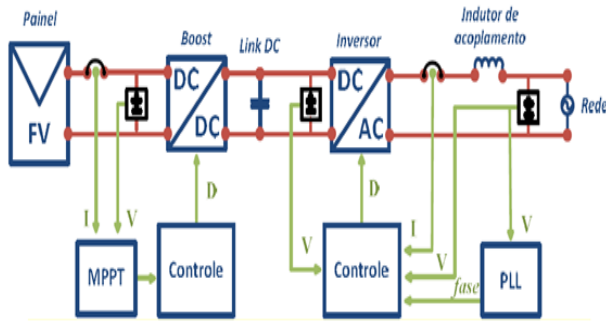 Painel
Boost
Link DC
Inversor
Indutor de
acoplamento
FV
DC
DC
DC
AC
Rede
I
V
D
V
D
I
V
V
MPPT
Controle
Controle
fase
PLL